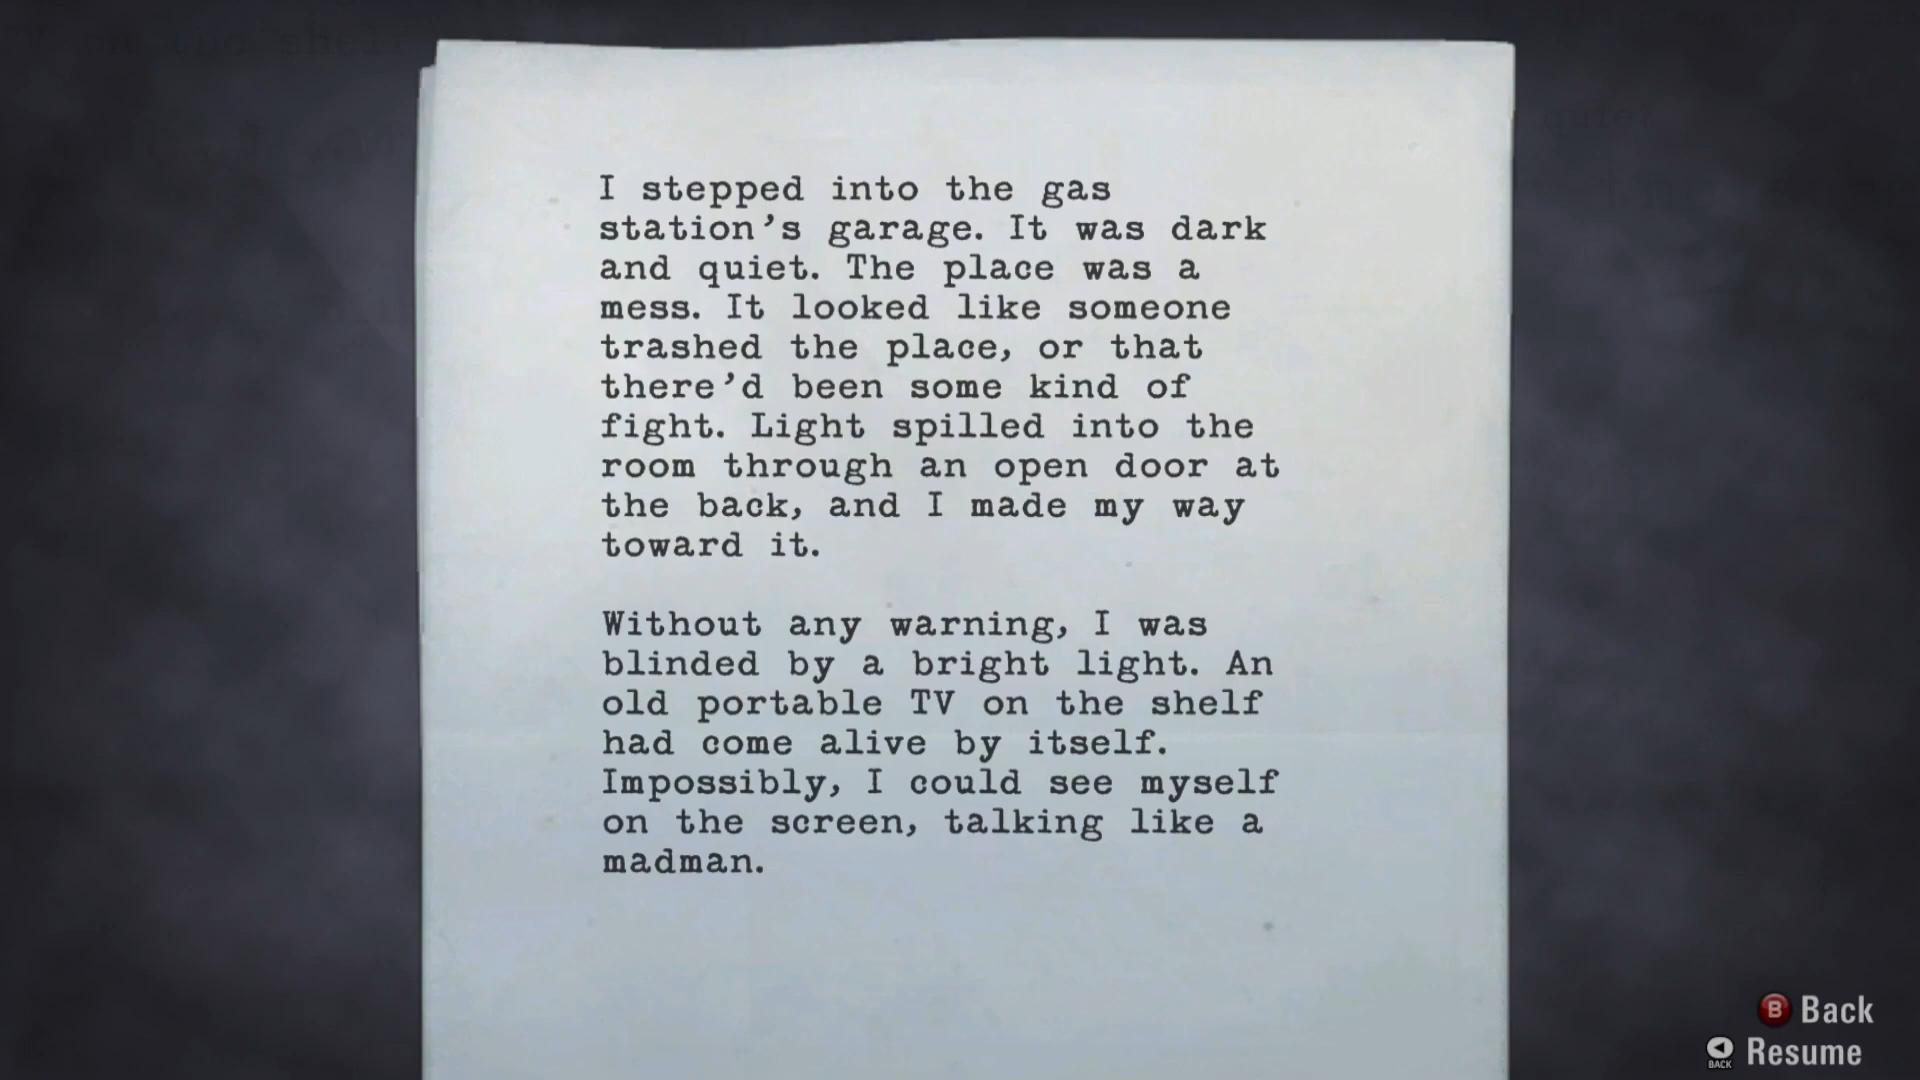 I stepped into the gas
station's garage. It was dark
and quiet. The place was a
mess. It looked like someone
trashed the place, or that
there'd been some kind of
fight. Light spilled into the
room through an open door at
the back, and I made my way
toward it.
Without any warning, I was
blinded by a bright light. An
old portable TV on the shelf
had come alive by itself.
Impossibly, I could see myself
on the screen, talking like a
madman.
B Back
BACK Resume